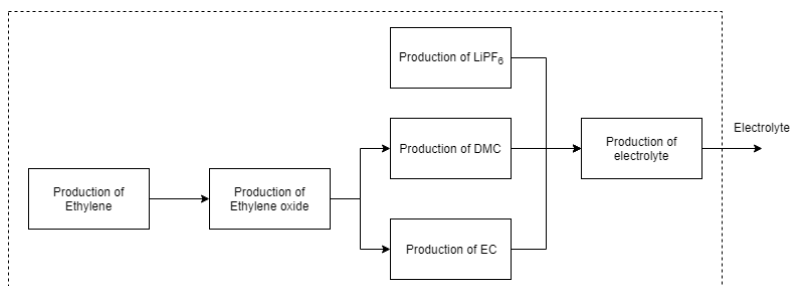 Production of LiPF₆
Production of DMC
Production of
electrolyte
Electrolyte
Production of
Ethylene
Production of
Ethylene oxide
Production of EC